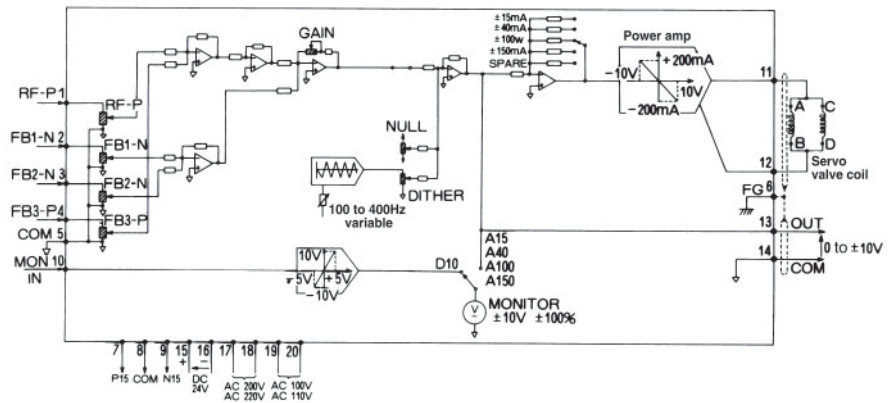 GAIN
±15mA
±40mA
±100w
±150mA
SPARE
Power amp
+200mA
−10V
10V
−200mA
11
A C
B D
12
Servo
valve coil
RF-P 1
RF-P
FB1-N 2
FB1-N
FB2-N 3
FB2-N
FB3-P4
FB3-P
COM 5
NULL
DITHER
100 to 400Hz
variable
FG 6
13 OUT
0 to ±10V
14
COM
MON 10
IN
10V
+5V
5V
−10V
D10
A15
A40
A100
A150
MONITOR
±10V ±100%
7 8 9 15 16 17 18 19 20
+ −
P15 COM N15
DC
24V
AC 200V
AC 220V
AC 100V
AC 110V